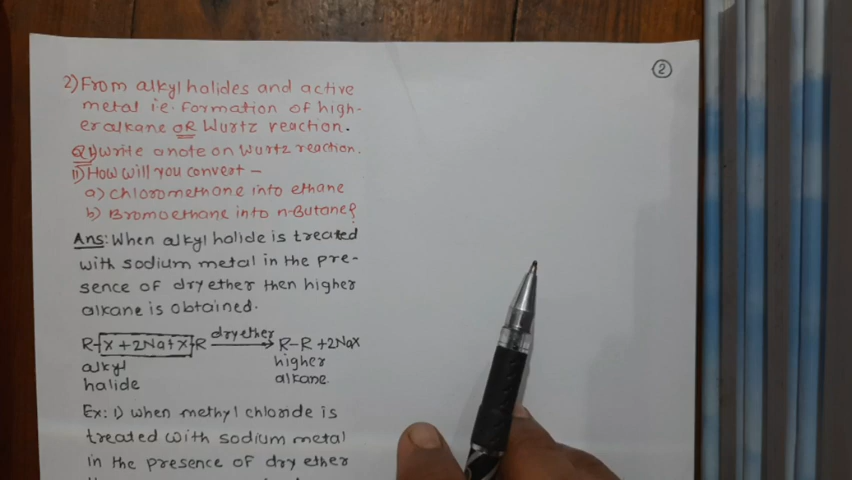 2
2) From alkyl halides and active
metal ie. Formation of high-
er alkane OR Wurtz reaction.
Q.1) Write a note on Wurtz reaction.
II) How will you convert –
a) chloromethane into ethane
b) Bromoethane into n-Butane?
Ans: When alkyl halide is treated
with sodium metal in the pre-
sence of dry ether then higher
alkane is obtained.
R-X + 2Na + X-R dry ether → R-R + 2NaX
alkyl halide
higher alkane.
Ex: 1) when methyl chloride is
treated with sodium metal
in the presence of dry ether